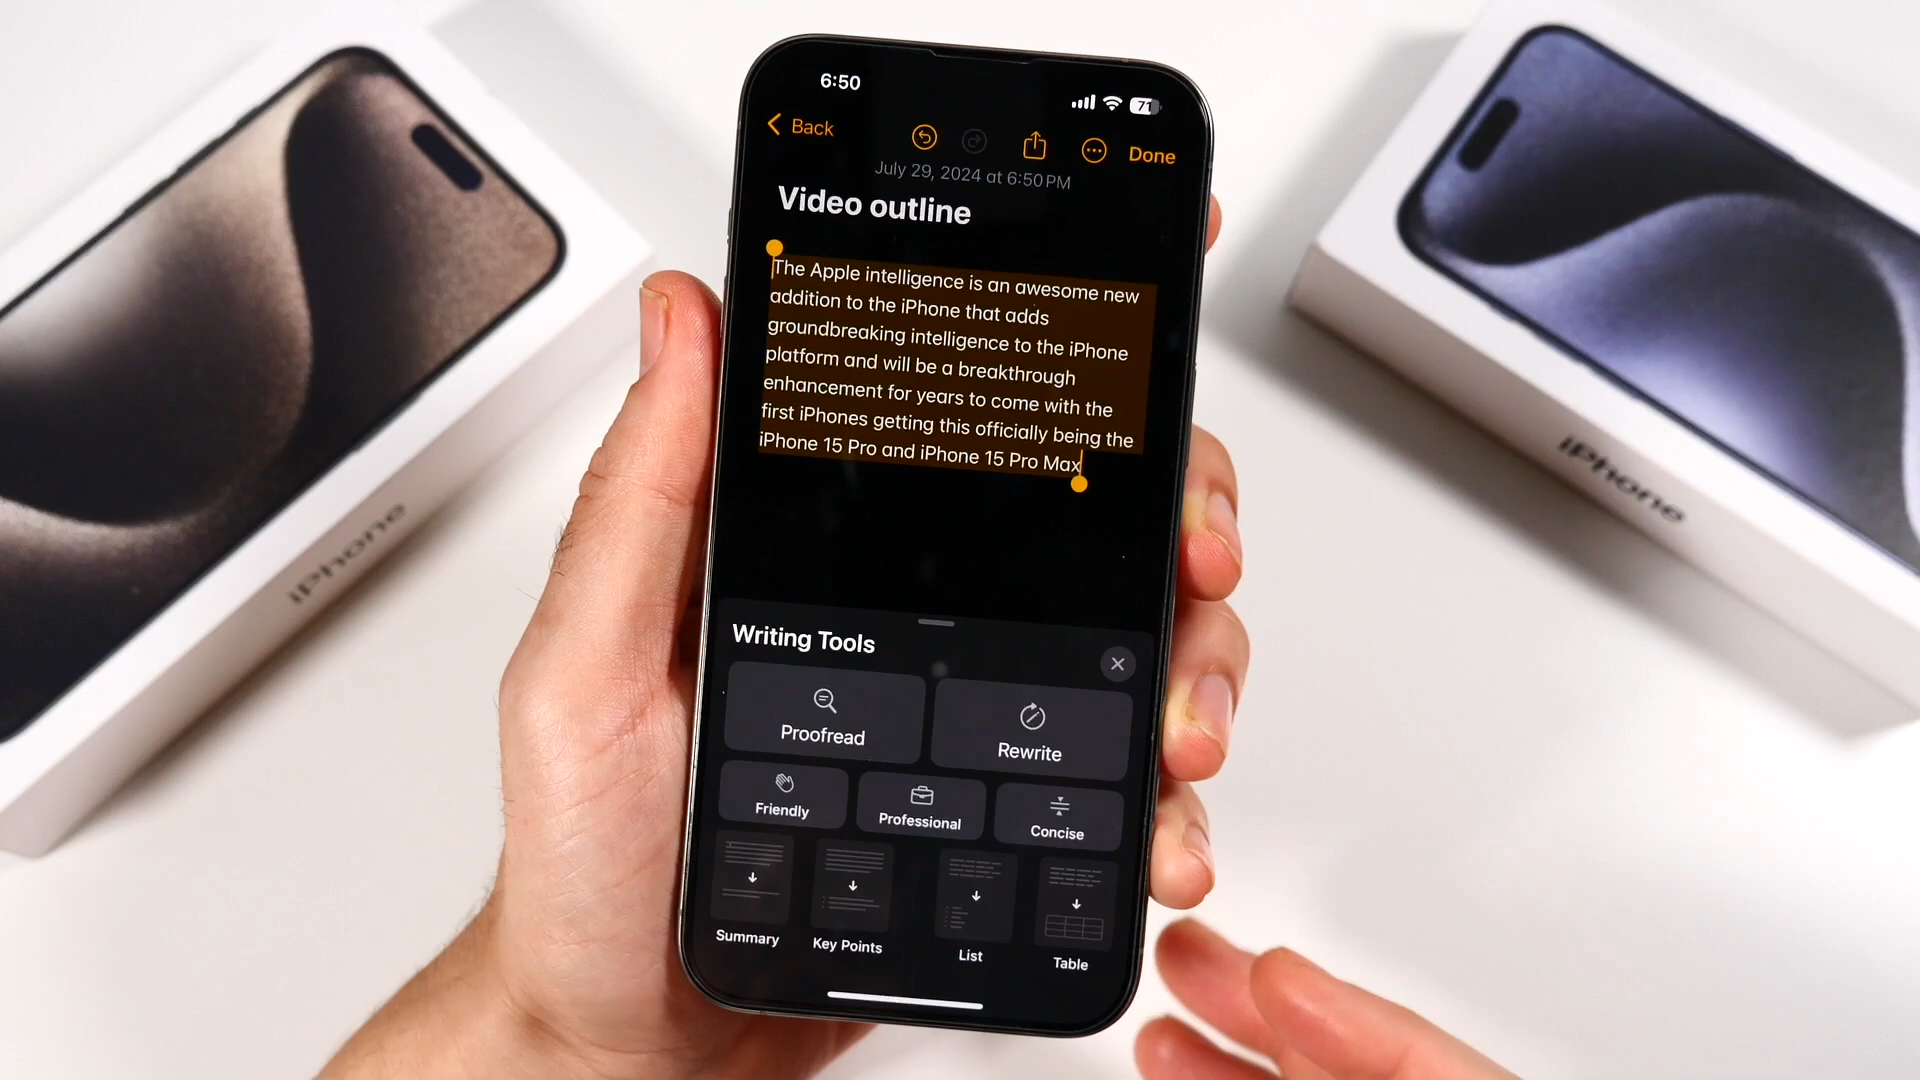 6:50
71
Back
Done
July 29, 2024 at 6:50 PM
Video outline
The Apple intelligence is an awesome new
addition to the iPhone that adds
groundbreaking intelligence to the iPhone
platform and will be a breakthrough
enhancement for years to come with the
first iPhones getting this officially being the
iPhone 15 Pro and iPhone 15 Pro Max
Writing Tools
Proofread
Rewrite
Friendly
Professional
Concise
Summary
Key Points
List
Table
iPhone
iPhone